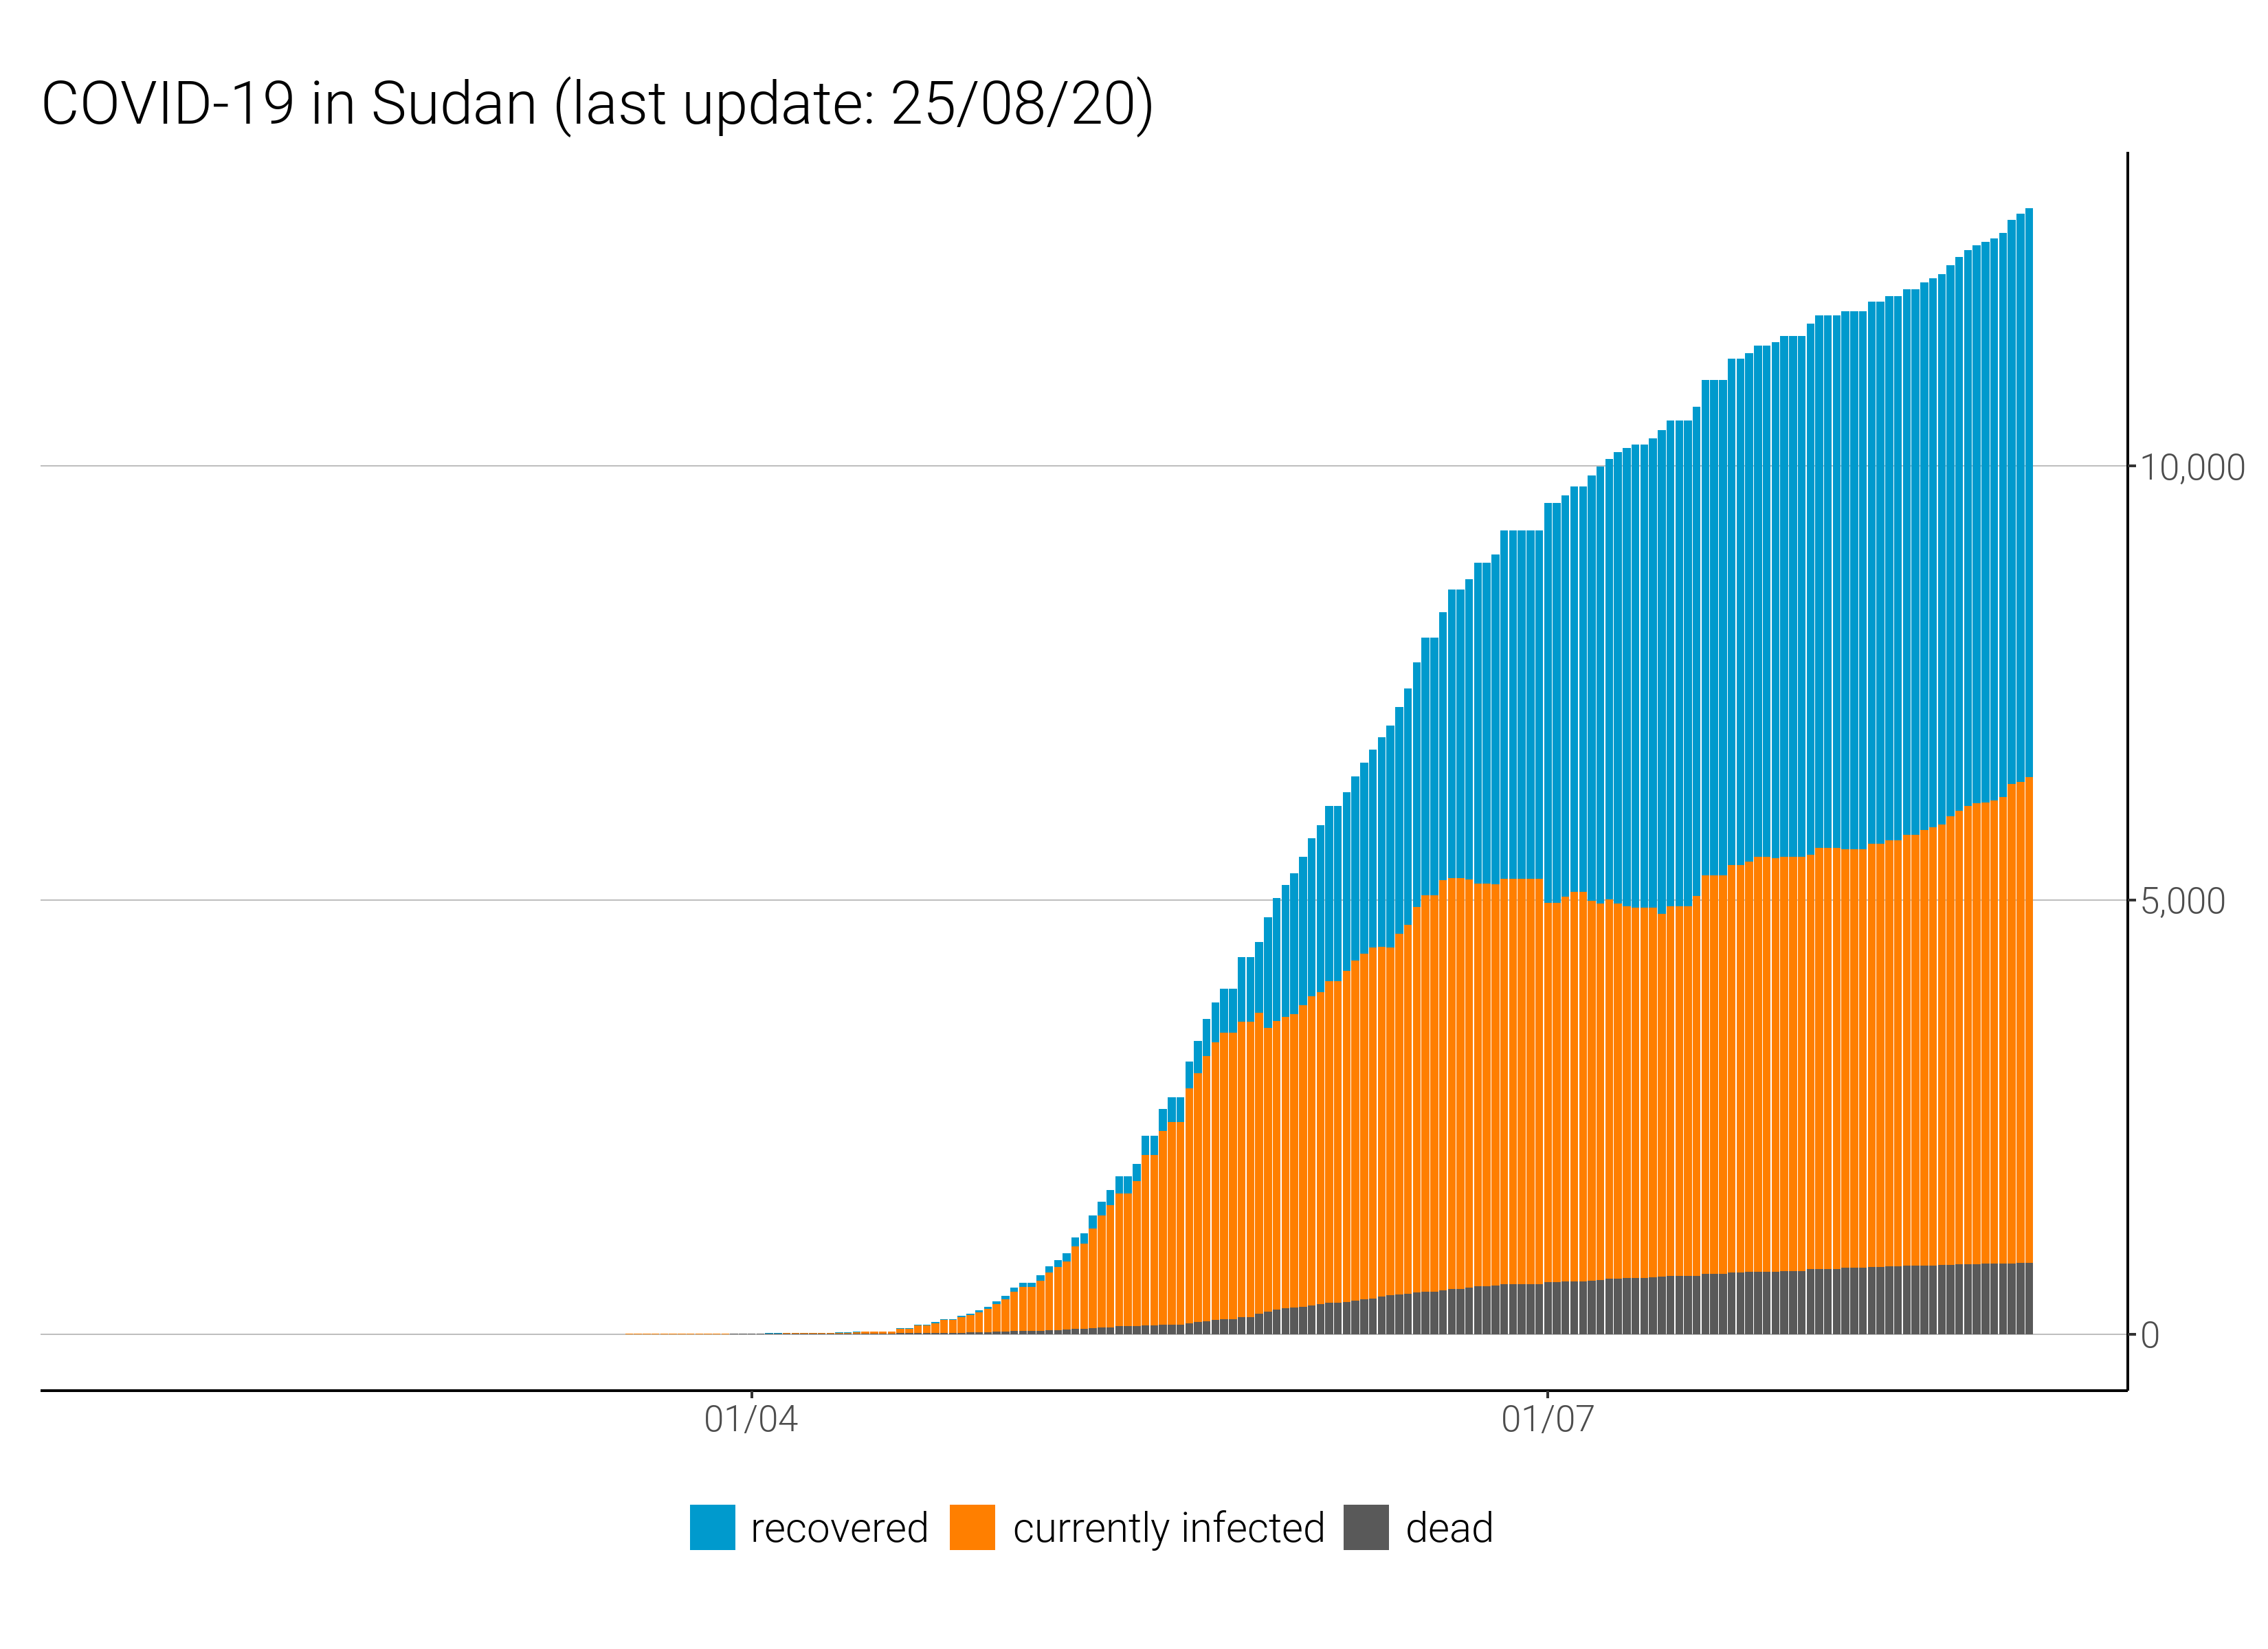 COVID-19 in Sudan (last update: 25/08/20)
10,000
5,000
0
01/04 01/07
recovered currently infected dead